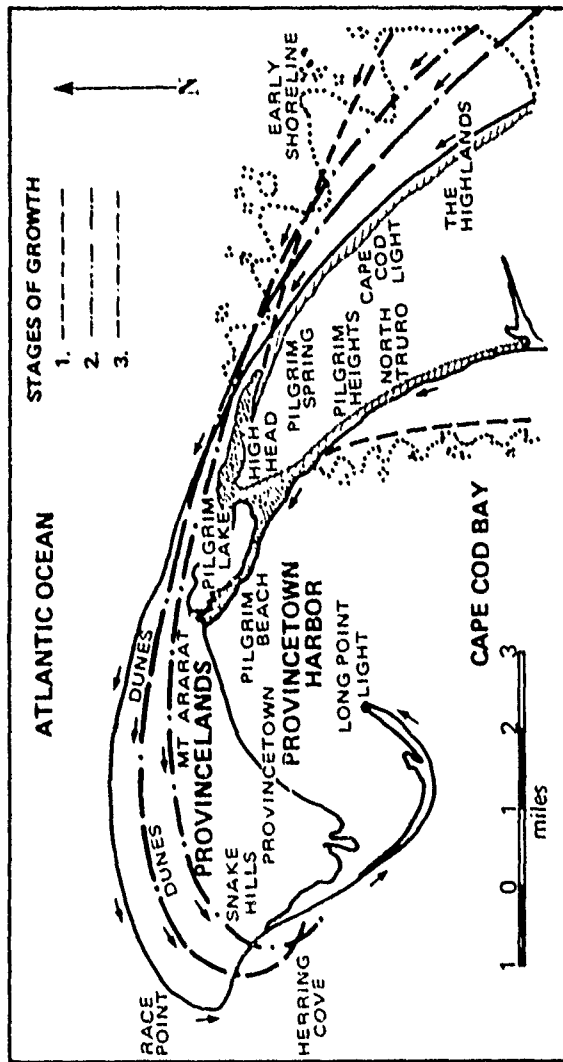 ATLANTIC OCEAN
STAGES OF GROWTH
1.
2.
3.
N
RACE
POINT
DUNES
DUNES
MT ARARAT
PROVINCELANDS
SNAKE
HILLS
HERRING
COVE
PROVINCETOWN
PILGRIM
LAKE
PILGRIM
BEACH
PROVINCETOWN
HARBOR
LONG POINT
LIGHT
HIGH
HEAD
PILGRIM
SPRING
PILGRIM
HEIGHTS
NORTH
TRURO
CAPE COD
LIGHT
THE
HIGHLANDS
EARLY
SHORELINE
CAPE COD BAY
1 0 1 2 3
miles